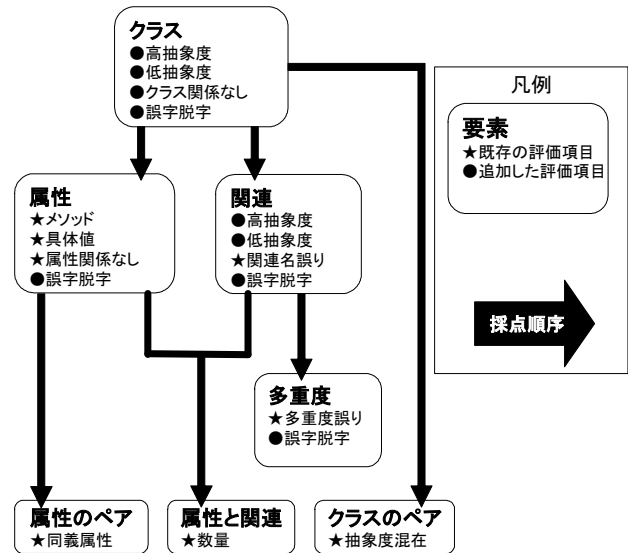 クラス
●高抽象度
●低抽象度
●クラス関係なし
●誤字脱字
凡例
要素
★既存の評価項目
●追加した評価項目
採点順序
属性
★メソッド
★具体値
★属性関係なし
●誤字脱字
関連
●高抽象度
●低抽象度
★関連名誤り
●誤字脱字
多重度
★多重度誤り
●誤字脱字
属性のペア
★同義属性
属性と関連
★数量
クラスのペア
★抽象度混在